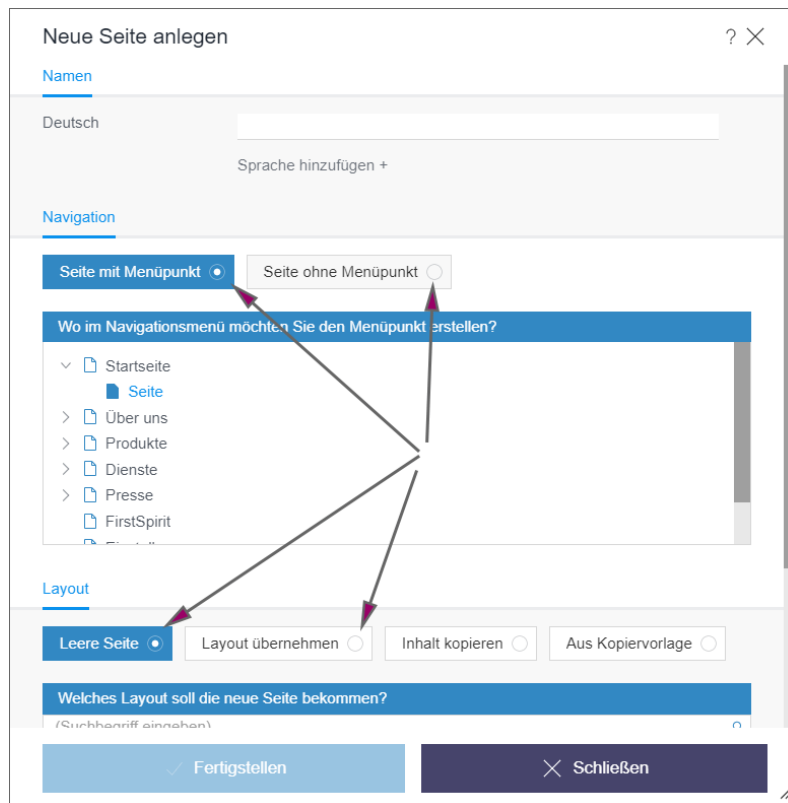 Neue Seite anlegen ?
Namen
Deutsch
Sprache hinzufügen +
Navigation
Seite mit Menüpunkt Seite ohne Menüpunkt
Wo im Navigationsmenü möchten Sie den Menüpunkt erstellen?
Startseite
Seite
Über uns
Produkte
Dienste
Presse
FirstSpirit
Layout
Leere Seite Layout übernehmen Inhalt kopieren Aus Kopiervorlage
Welches Layout soll die neue Seite bekommen?
(Suchbegriff eingeben)
Fertigstellen Schließen